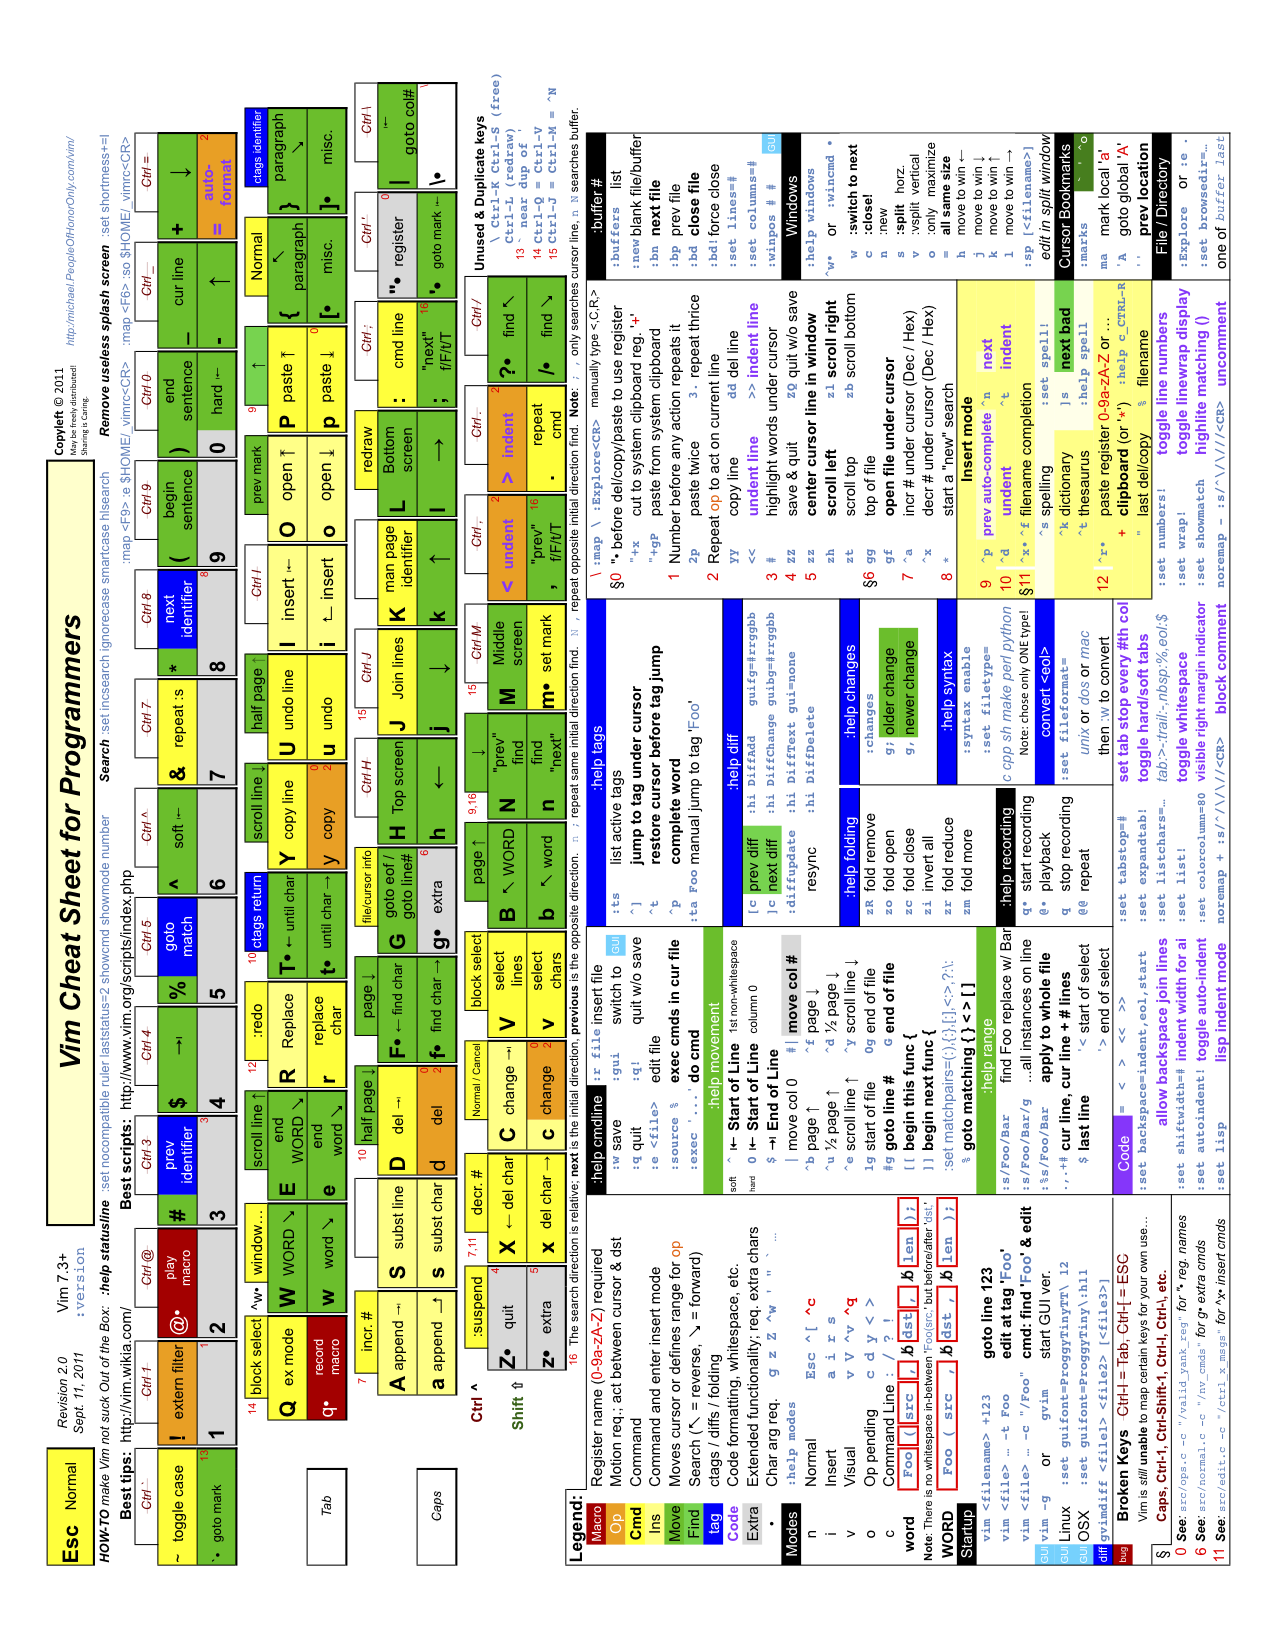 Esc Normal
Revision 2.0
Sept. 11, 2011
Vim 7.3+
:version
Vim Cheat Sheet for Programmers
Copyleft © 2011
May be freely distributed!
Sharing is Caring.
http://michael.PeopleOfHonorOnly.com/vim/
HOW-TO make Vim not suck Out of the Box: :help statusline :set nocompatible ruler laststatus=2 showcmd showmode number
Search :set incsearch ignorecase smartcase hlsearch
Remove useless splash screen :set shortmess+=I
Best tips: http://vim.wikia.com/
Best scripts: http://www.vim.org/scripts/index.php
:map <F9> :e $HOME/_vimrc<CR> :map <F6> :so $HOME/_vimrc<CR>
Ctrl ` Ctrl 1 Ctrl @ Ctrl 3 Ctrl 4 Ctrl 5 Ctrl ^ Ctrl 7 Ctrl 8 Ctrl 9 Ctrl 0 Ctrl _ Ctrl =
~ toggle case
! extern filter
@• play macro
# prev identifier
$ ⇥
% goto match
^ soft ⇤
& repeat :s
* next identifier
( begin sentence
) end sentence
_ cur line
+ ↓
`• goto mark 13
1 1
2
3
4
5
6
7
8 8
9
0 hard ⇤
- ↑
= auto-format 2
14 block select
^w• window…
scroll line ↑
12 :redo
10 ctags return
scroll line ↓
half page ↑
Ctrl-I
prev mark
9 ↑
Normal
ctags identifier
Tab
Q ex mode
W WORD ↘
E end WORD ↘
R Replace
T• ← until char
Y copy line
U undo line
I insert ⇤
O open ↑
P paste ↑
{ paragraph ↖
} paragraph ↘
q• record macro
w word ↘
e end word ↘
r replace char
t• until char →
y copy 0 2
u undo
i ← insert
o open ↓
p paste ↓ 0
[• misc.
]• misc.
7 incr. #
10 half page ↓
page ↓
file/cursor info
Ctrl-H
15 Ctrl-J
redraw
Ctrl ;
Ctrl '
Ctrl \
Caps
A append ⇥
S subst line
D del ⇥
F• ← find char
G goto eof / goto line#
H Top screen
J Join lines
K man page identifier
L Bottom screen
: cmd line
"• register 0
| ⇤ goto col#
a append →
s subst char
d del 0 2
f• find char →
g• extra 6
h ←
j ↓
k ↑
l →
; "next" f/F/t/T 16
'• goto mark ⇤
\• \
Ctrl ^
Shift ⇧
:suspend
7,11 decr. #
Normal / Cancel
block select
page ↑
9,16 ↓
15 Ctrl M
Ctrl ,
Ctrl .
Ctrl /
Z• quit 4
X ← del char
C change ⇥
V select lines
B ↖ WORD
N "prev" find
M Middle screen
< undent 2
> indent 2
?• find ↖
z• extra 5
x del char →
c change 0 2
v select chars
b ↖ word
n find "next"
m• set mark
, "prev" f/F/t/T 16
. repeat cmd
/• find ↘
Unused & Duplicate keys
\ Ctrl-K Ctrl-S (free)
Ctrl-L (redraw)
13 ` near dup of '
14 Ctrl-Q = Ctrl-V
15 Ctrl-J = Ctrl-M = ^N
16 The search direction is relative; next is the initial direction, previous is the opposite direction. n ; repeat same initial direction find. N , repeat opposite initial direction find. Note: ; , only searches cursor line, n N searches buffer.
Legend:
Macro Register name (0-9a-zA-Z) required
Op Motion req.; act between cursor & dst
Cmd Command
Ins Command and enter insert mode
Move Moves cursor or defines range for op
Find Search (↖ = reverse, ↘ = forward)
tag ctags / diffs / folding
Code Code formatting, whitespace, etc.
Extra Extended functionality; req. extra chars
• Char arg req. g z Z ^w ' " ` …
Modes :help modes
n Normal Esc ^[ ^c
i Insert a i r s
v Visual v V ^v ^q
o Op pending c d y < >
c Command Line : / ? !
word Foo ( src , b dst , b len );
Note: There is no whitespace in-between 'Foo(src,' but before/after 'dst,'
WORD Foo ( src , b dst , b len );
Startup
vim <filename> +123 goto line 123
vim <file> … -t Foo edit at tag 'Foo'
vim <file> … -c "/Foo" cmd: find 'Foo' & edit
GUI vim -g or gvim start GUI ver.
GUI Linux :set guifont=ProggyTinyTT\ 12
GUI OSX :set guifont=ProggyTiny\:h11
diff gvimdiff <file1> <file2> [<file3>]
bug Broken Keys Ctrl-I = Tab, Ctrl-[ = ESC
Vim is still unable to map certain keys for your own use…
Caps, Ctrl-1, Ctrl-Shift-1, Ctrl-I, Ctrl-\, etc.
§
0 See: src/ops.c -c "/valid_yank_reg" for "• reg. names
6 See: src/normal.c -c "/nv_cmds" for g• extra cmds
11 See: src/edit.c -c "/ctrl_x_msgs" for ^x• insert cmds
:help cmdline :r file insert file
:w save :gui switch to GUI
:q quit :q! quit w/o save
:e <file> edit file
:source % exec cmds in cur file
:exec '...' do cmd
:help movement
soft ^ ⇤ Start of Line 1st non-whitespace
hard 0 ⇤ Start of Line column 0
$ ⇥ End of Line
| move col 0 #| move col #
^b page ↑ ^f page ↓
^u ½ page ↑ ^d ½ page ↓
^e scroll line ↑ ^y scroll line ↓
1g start of file 0g end of file
#g goto line # G end of file
[[ begin this func {
]] begin next func {
:set matchpairs=(:),{:},[:],<:>,?:\:
% goto matching { } < > [ ]
:help range
:s/Foo/Bar find Foo replace w/ Bar
:s/Foo/Bar/g …all instances on line
:%s/Foo/Bar apply to whole file
.,.+# cur line, cur line + # lines
$ last line '< start of select
'> end of select
Code = < > << >>
:set backspace=indent,eol,start
allow backspace join lines
:set shiftwidth=# indent width for ai
:set autoindent! toggle auto-indent
:set lisp lisp indent mode
:help tags
:ts list active tags
^] jump to tag under cursor
^t restore cursor before tag jump
^p complete word
:ta Foo manual jump to tag 'Foo'
:help diff
[c prev diff :hi DiffAdd guifg=#rrggbb
]c next diff :hi DiffChange guibg=#rrggbb
:diffupdate :hi DiffText gui=none
resync :hi DiffDelete
:help folding
zR fold remove
zo fold open
zc fold close
zi invert all
zr fold reduce
zm fold more
:help recording
q• start recording
@• playback
q stop recording
@@ repeat
:help changes
:changes
g; older change
g, newer change
:help syntax
:syntax enable
:set filetype=
c cpp sh make perl python
Note: chose only ONE type!
convert <eol>
:set fileformat=
unix or dos or mac
then :w to convert
:set tabstop=# set tab stop every #th col
:set expandtab! toggle hard/soft tabs
:set listchars=… tab:>-,trail:-,nbsp:%,eol:$
:set list! toggle whitespace
:set colorcolumn=80 visible right margin indicator
noremap + :s/^/\/\//<CR> block comment
\ :map \ :Explore<CR> manually type <,C,R,>
§0 "• before del/copy/paste to use register
"+x cut to system clipboard reg. '+'
"+gP paste from system clipboard
1 Number before any action repeats it
2p paste twice 3. repeat thrice
2 Repeat op to act on current line
yy copy line dd del line
<< undent line >> indent line
3 # highlight words under cursor
4 zz save & quit ZQ quit w/o save
5 zz center cursor line in window
zh scroll left zl scroll right
zt scroll top zb scroll bottom
§6 gg top of file
gf open file under cursor
7 ^a incr # under cursor (Dec / Hex)
^x decr # under cursor (Dec / Hex)
8 * start a "new" search
Insert mode
9 ^p prev auto-complete ^n next
10 ^d undent ^t indent
§11 ^x• ^f filename completion
^s spelling :set spell!
^k dictionary ]s next bad
^t thesaurus :help spell
12 ^r• paste register 0-9a-zA-Z or …
+ clipboard (or '*') :help c_CTRL-R
" last del/copy % filename
:set numbers! toggle line numbers
:set wrap! toggle linewrap display
:set showmatch highlite matching ()
noremap - :s/^\/\///<CR> uncomment
:buffer #
:buffers list
:new blank file/buffer
:bn next file
:bp prev file
:bd close file
:bd! force close
:set lines=#
:set columns=#
:winpos # # GUI
Windows
:help windows
^w• or :wincmd •
w :switch to next
c :close!
n :new
s :split horz.
v :vsplit vertical
o :only maximize
= all same size
h move to win ←
j move to win ↓
k move to win ↑
l move to win →
:sp [<filename>]
edit in split window
Cursor Bookmarks
:marks ' ` ^o
ma mark local 'a'
'A goto global 'A'
'' prev location
File / Directory
:Explore or :e .
:set browsedir=…
one of buffer last